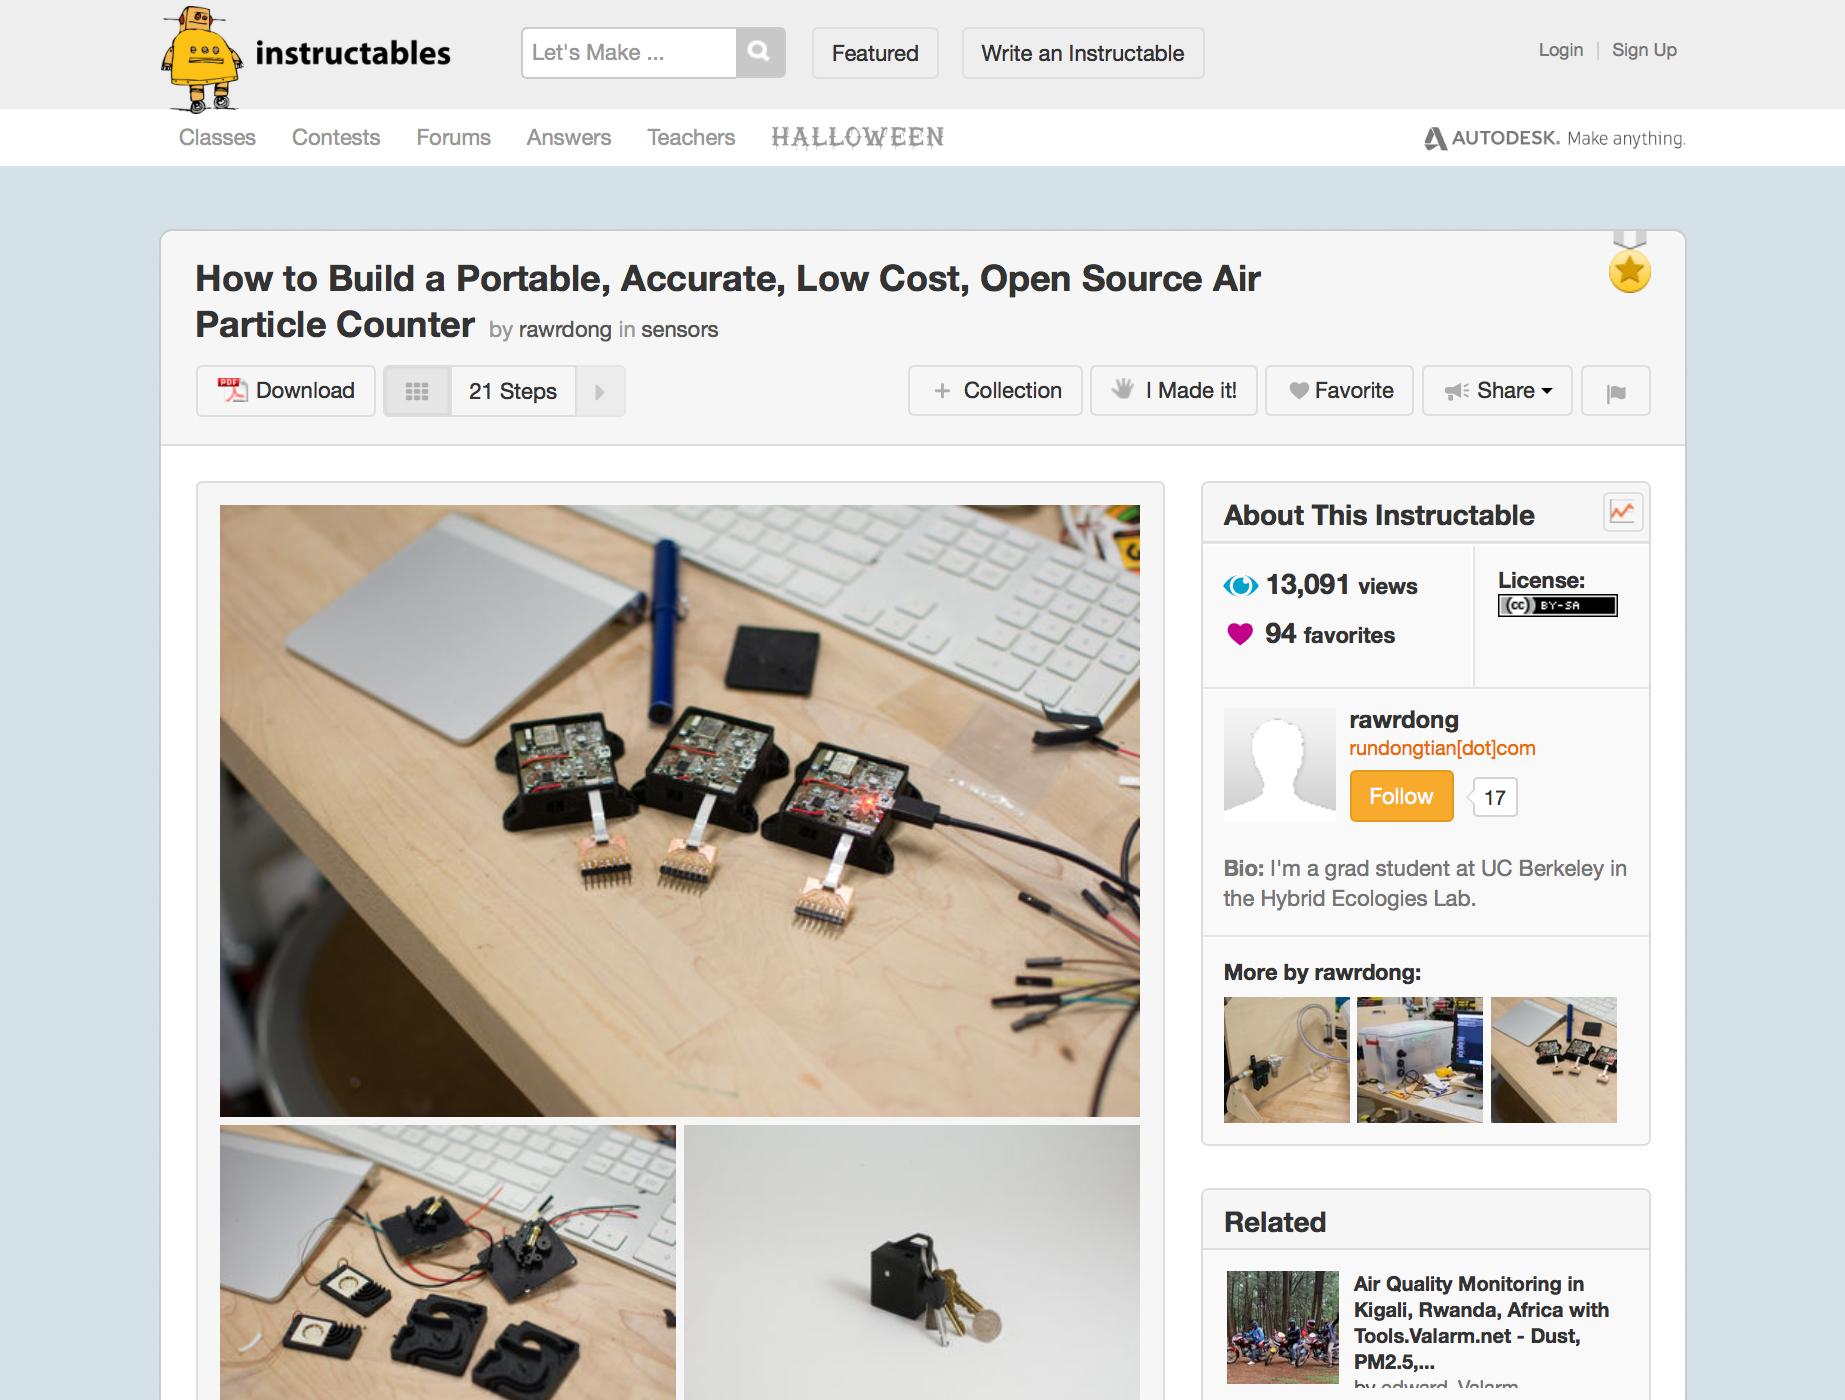 instructables
Let's Make ...
Featured
Write an Instructable
Login
Sign Up
Classes
Contests
Forums
Answers
Teachers
HALLOWEEN
AUTODESK. Make anything.
How to Build a Portable, Accurate, Low Cost, Open Source Air
Particle Counter by rawrdong in sensors
PDF Download
21 Steps
+ Collection
I Made it!
Favorite
Share
About This Instructable
13,091 views
94 favorites
License:
cc BY-SA
rawrdong
rundongtian[dot]com
Follow
17
Bio: I'm a grad student at UC Berkeley in
the Hybrid Ecologies Lab.
More by rawrdong:
Related
Air Quality Monitoring in
Kigali, Rwanda, Africa with
Tools.Valarm.net - Dust,
PM2.5,...
by edward_Valarm